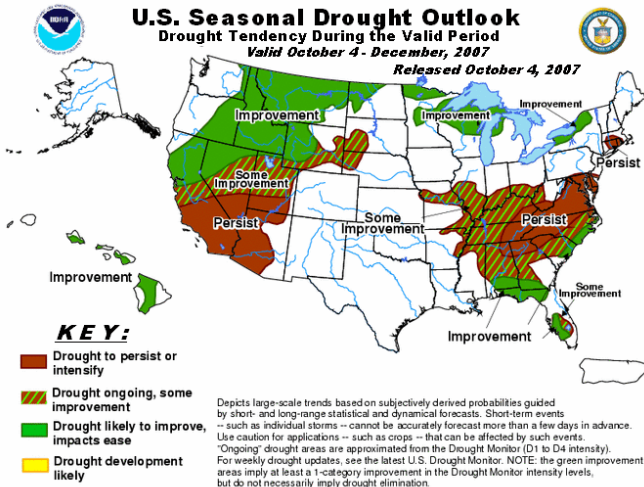 U.S. Seasonal Drought Outlook
Drought Tendency During the Valid Period
Valid October 4 - December, 2007
Released October 4, 2007
Improvement
Improvement
Improvement
Persist
Some
Improvement
Some
Improvement
Persist
Persist
Some
Improvement
Improvement
Improvement
KEY:
Drought to persist or
intensify
Drought ongoing, some
improvement
Drought likely to improve,
impacts ease
Drought development
likely
Depicts large-scale trends based on subjectively derived probabilities guided
by short- and long-range statistical and dynamical forecasts. Short-term events
-- such as individual storms -- cannot be accurately forecast more than a few days in advance.
Use caution for applications -- such as crops -- that can be affected by such events.
"Ongoing" drought areas are approximated from the Drought Monitor (D1 to D4 intensity).
For weekly drought updates, see the latest U.S. Drought Monitor. NOTE: the green improvement
areas imply at least a 1-category improvement in the Drought Monitor intensity levels,
but do not necessarily imply drought elimination.